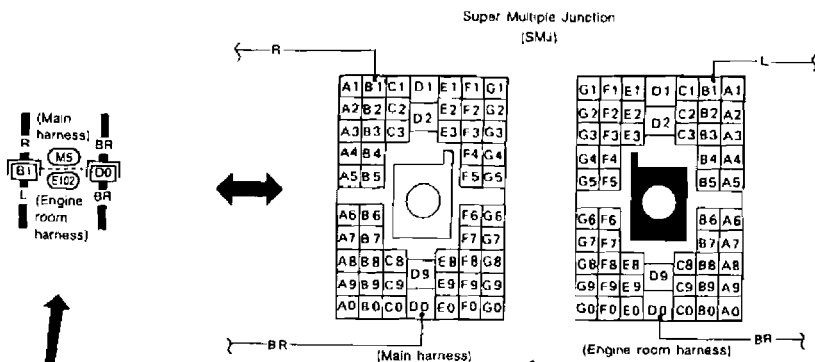 Super Multiple Junction
(SMJ)
R
L
A1 B1 C1 D1 E1 F1 G1
A2 B2 C2 D2 E2 F2 G2
A3 B3 C3 E3 F3 G3
A4 B4 F4 G4
A5 B5 F5 G5
A6 B6 F6 G6
A7 B7 F7 G7
A8 B8 C8 D9 E8 F8 G8
A9 B9 C9 E9 F9 G9
A0 B0 C0 D0 E0 F0 G0
BR
(Main harness)
G1 F1 E1 D1 C1 B1 A1
G2 F2 E2 D2 C2 B2 A2
G3 F3 E3 C3 B3 A3
G4 F4 B4 A4
G5 F5 B5 A5
G6 F6 B6 A6
G7 F7 B7 A7
G8 F8 E8 D9 C8 B8 A8
G9 F9 E9 C9 B9 A9
G0 F0 E0 D0 C0 B0 A0
BR
(Engine room harness)
(Main
harness)
R BR
B1 M5 D0
E102
L BR
(Engine
room
harness)